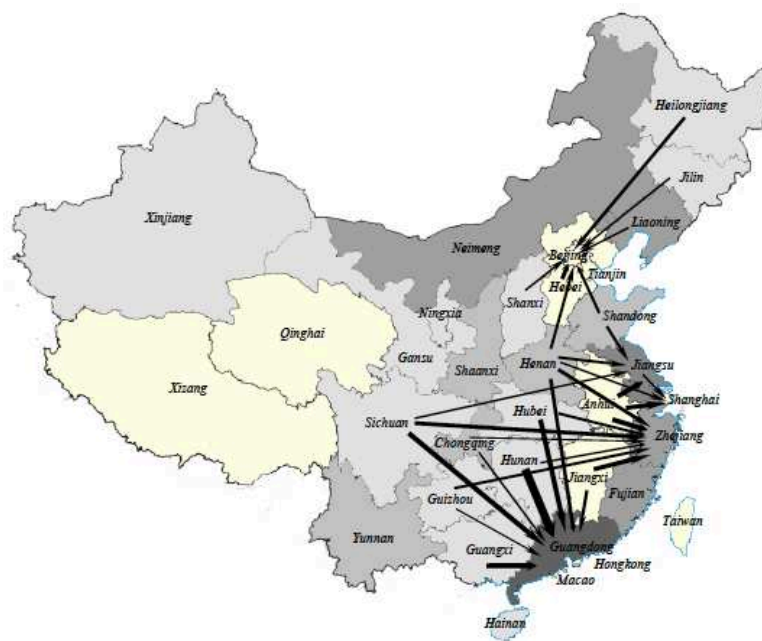 Heilongjiang
Jilin
Liaoning
Xinjiang
Neimeng
Beijing
Tianjin
Hebei
Shanxi
Ningxia
Shandong
Qinghai
Gansu
Shaanxi
Henan
Jiangsu
Xizang
Anhui
Shanghai
Hubei
Sichuan
Zhejiang
Chongqing
Hunan
Jiangxi
Guizhou
Fujian
Taiwan
Yunnan
Guangxi
Guangdong
Hongkong
Macao
Hainan